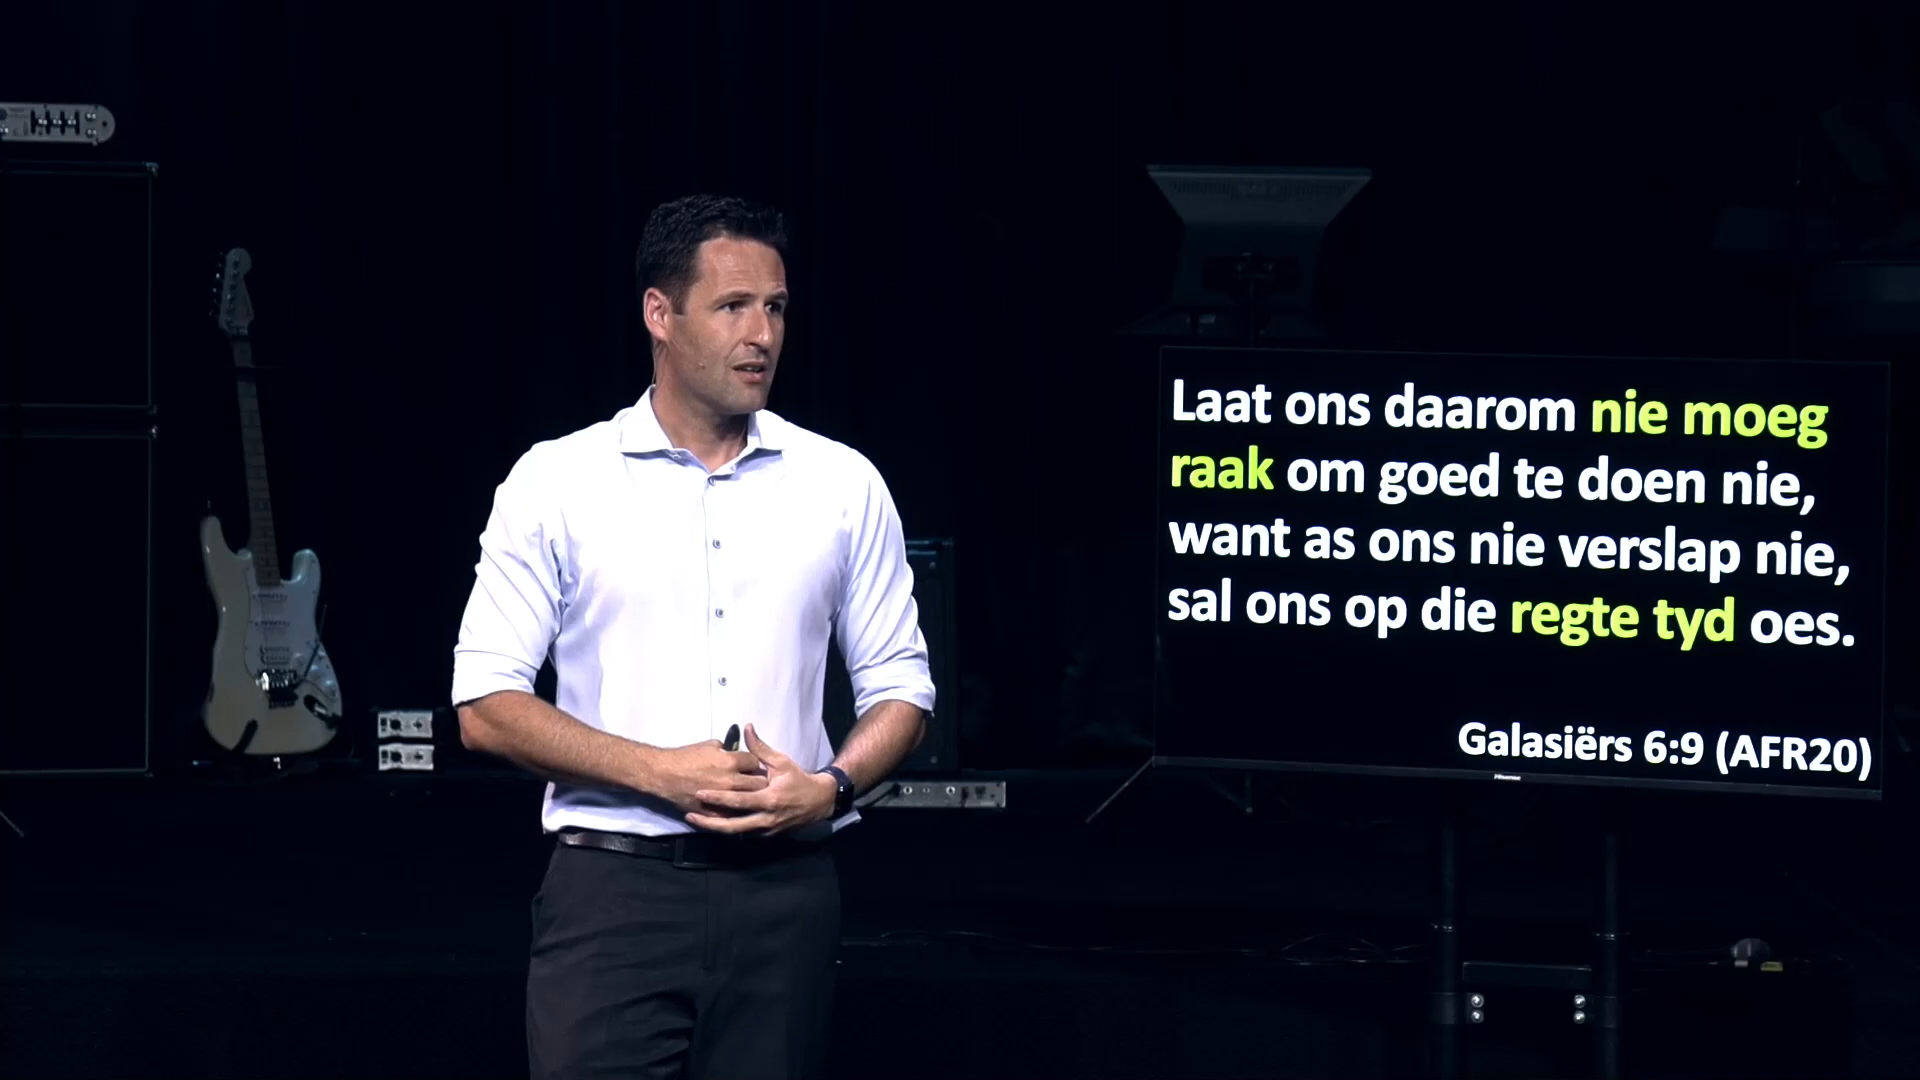 Laat ons daarom nie moeg
raak om goed te doen nie,
want as ons nie verslap nie,
sal ons op die regte tyd oes.
Galasiërs 6:9 (AFR20)
Hisense